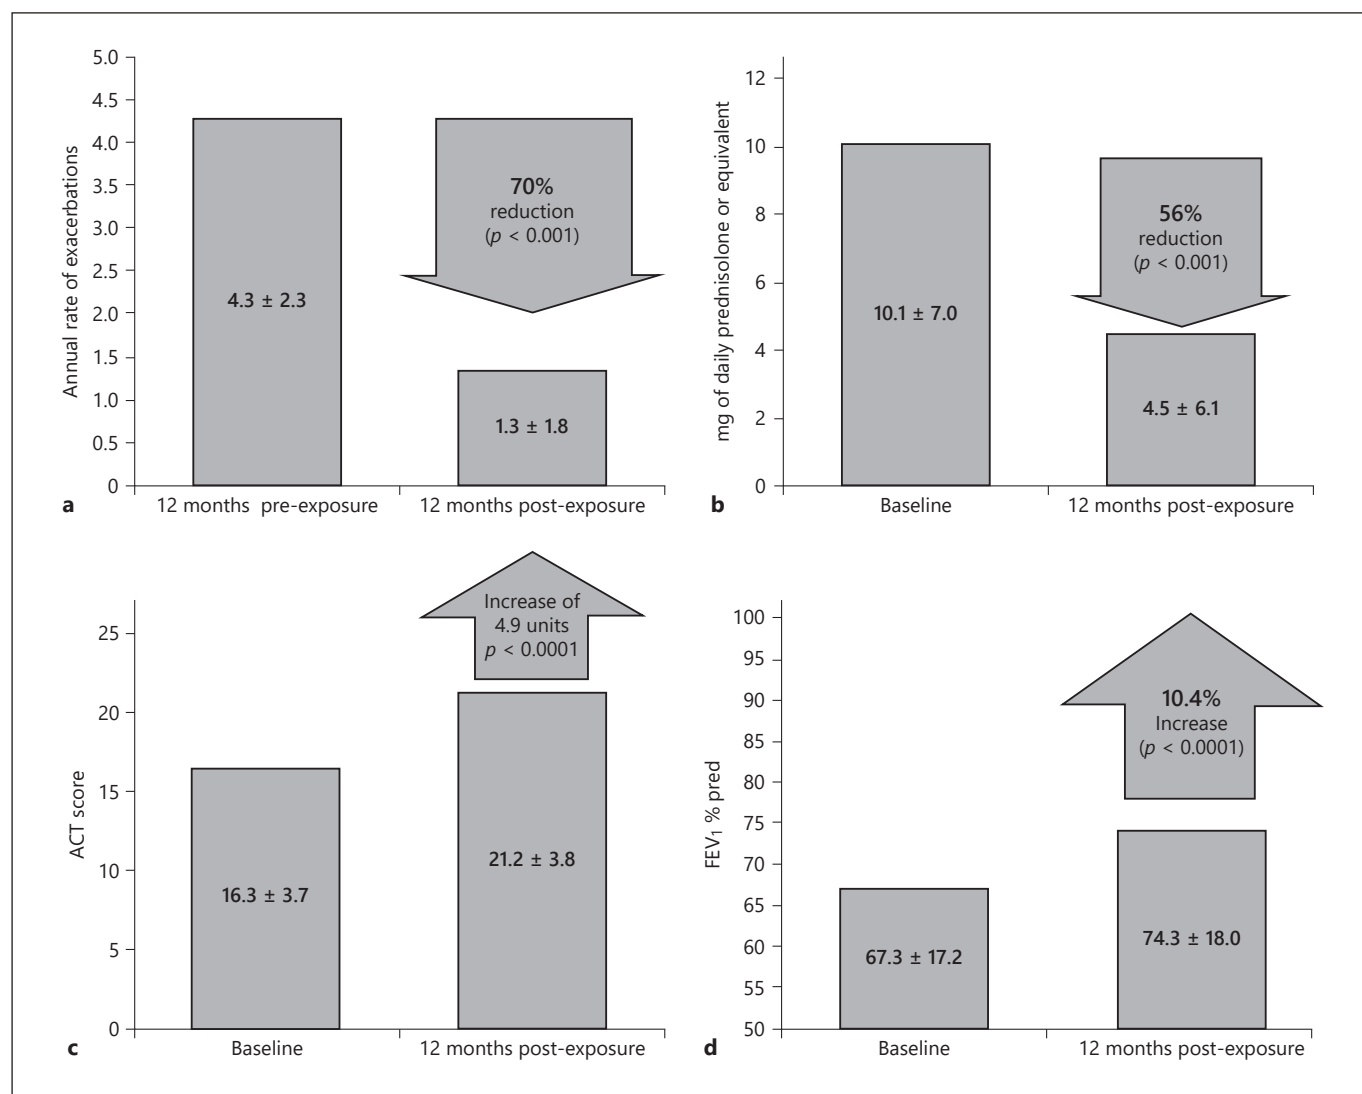 5.0
4.5
4.0
3.5
3.0
2.5
2.0
1.5
1.0
0.5
0
Annual rate of exacerbations
4.3 ± 2.3
70%
reduction
(p < 0.001)
1.3 ± 1.8
a
12 months pre-exposure
12 months post-exposure
12
10
8
6
4
2
0
mg of daily prednisolone or equivalent
10.1 ± 7.0
56%
reduction
(p < 0.001)
4.5 ± 6.1
b
Baseline
12 months post-exposure
25
20
15
10
5
0
ACT score
16.3 ± 3.7
Increase of
4.9 units
p < 0.0001
21.2 ± 3.8
c
Baseline
12 months post-exposure
100
95
90
85
80
75
70
65
60
55
50
FEV1 % pred
67.3 ± 17.2
10.4%
Increase
(p < 0.0001)
74.3 ± 18.0
d
Baseline
12 months post-exposure